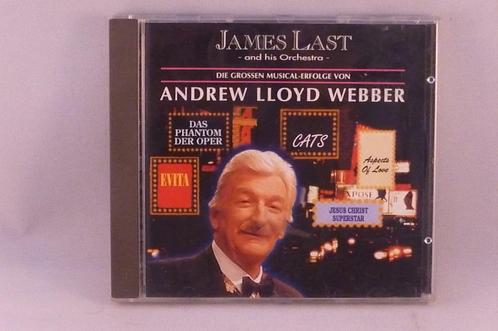 JAMES LAST
- and his Orchestra -
DIE GROSSEN MUSICAL-ERFOLGE VON
ANDREW LLOYD WEBBER
DAS
PHANTOM
DER OPER
CATS
Aspects
Of Love
EVITA
XPOSE
JESUS CHRIST
SUPERSTAR